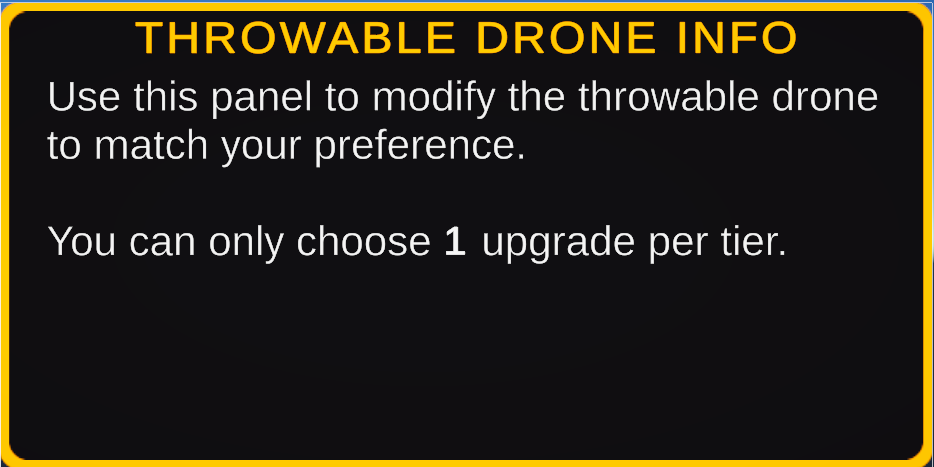 THROWABLE DRONE INFO
Use this panel to modify the throwable drone
to match your preference.
You can only choose 1 upgrade per tier.